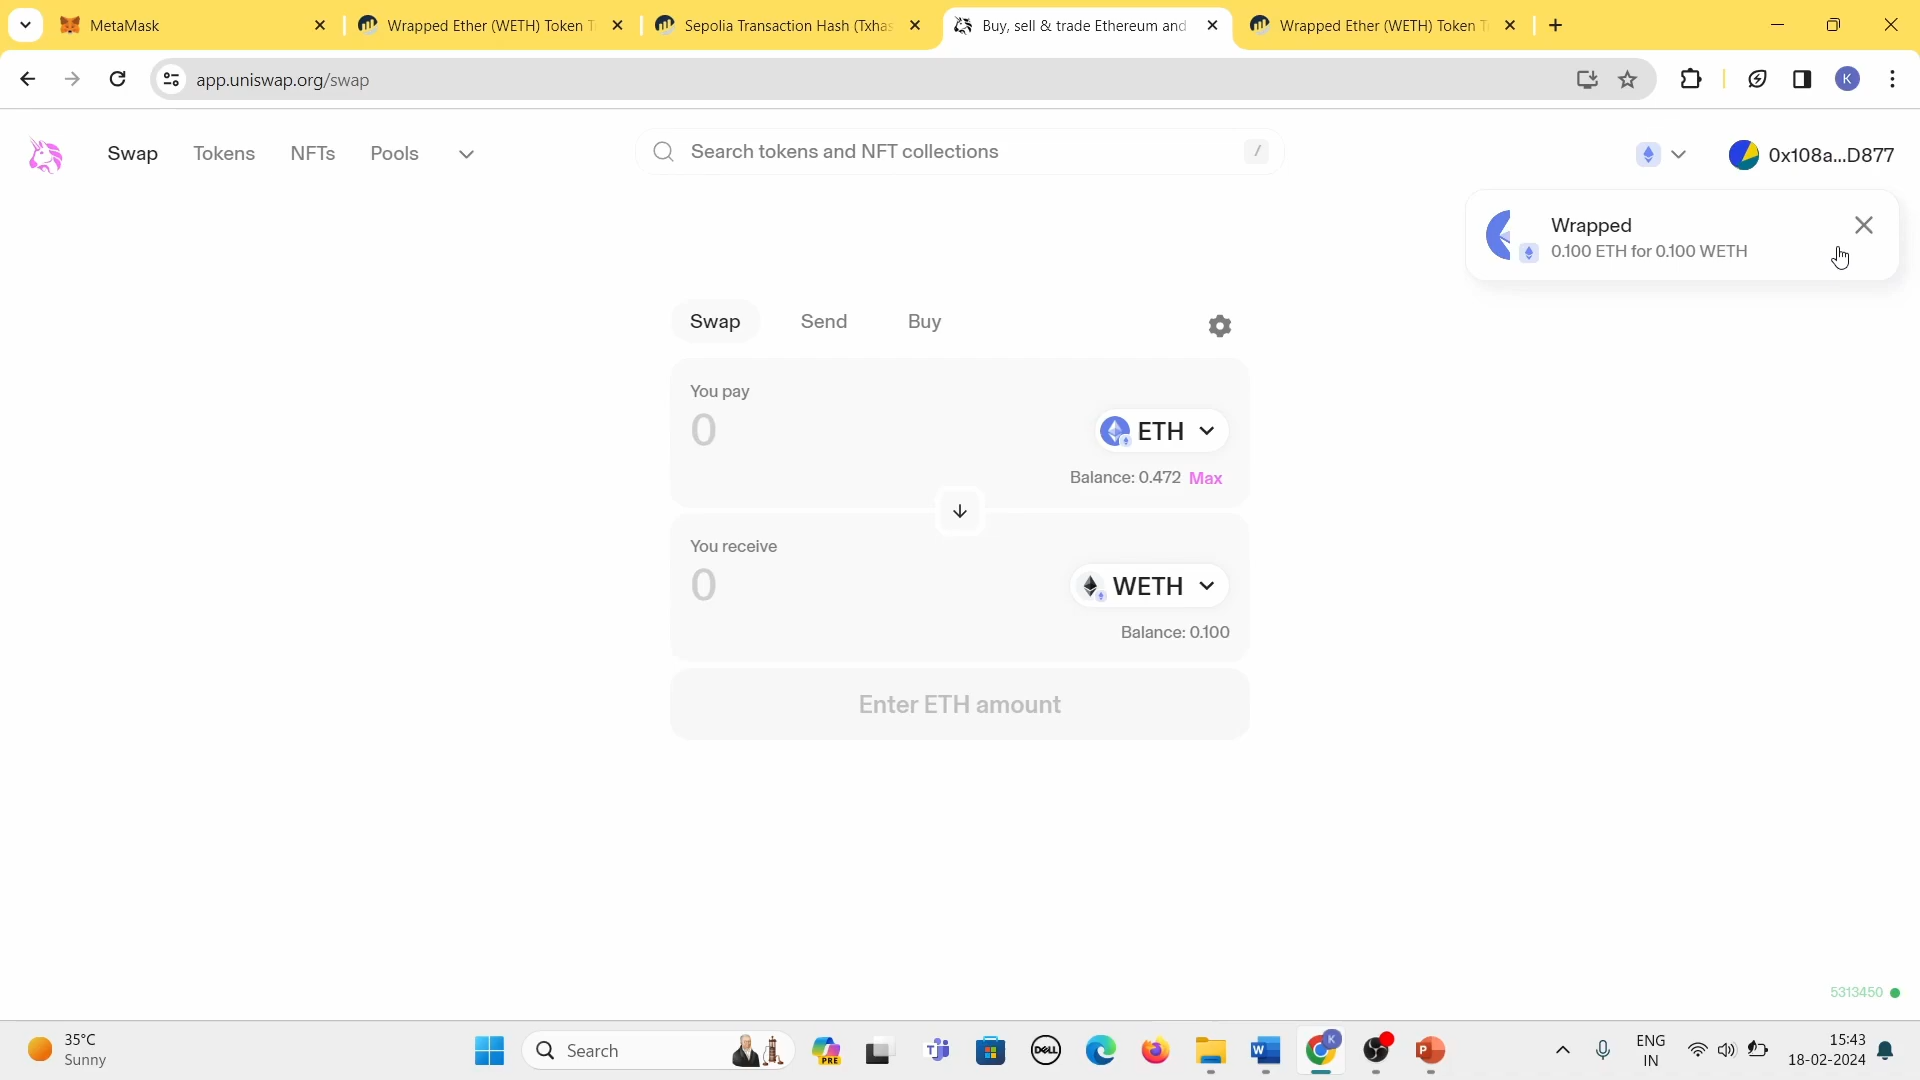 MetaMask
Wrapped Ether (WETH) Token T
Sepolia Transaction Hash (Txhas
Buy, sell & trade Ethereum and
Wrapped Ether (WETH) Token T
app.uniswap.org/swap
K
Swap
Tokens
NFTs
Pools
Search tokens and NFT collections
/
0x108a...D877
Wrapped
0.100 ETH for 0.100 WETH
Swap
Send
Buy
You pay
0
ETH
Balance: 0.472 Max
You receive
0
WETH
Balance: 0.100
Enter ETH amount
5313450
35°C
Sunny
Search
PRE
DELL
W
K
P
ENG
IN
15:43
18-02-2024